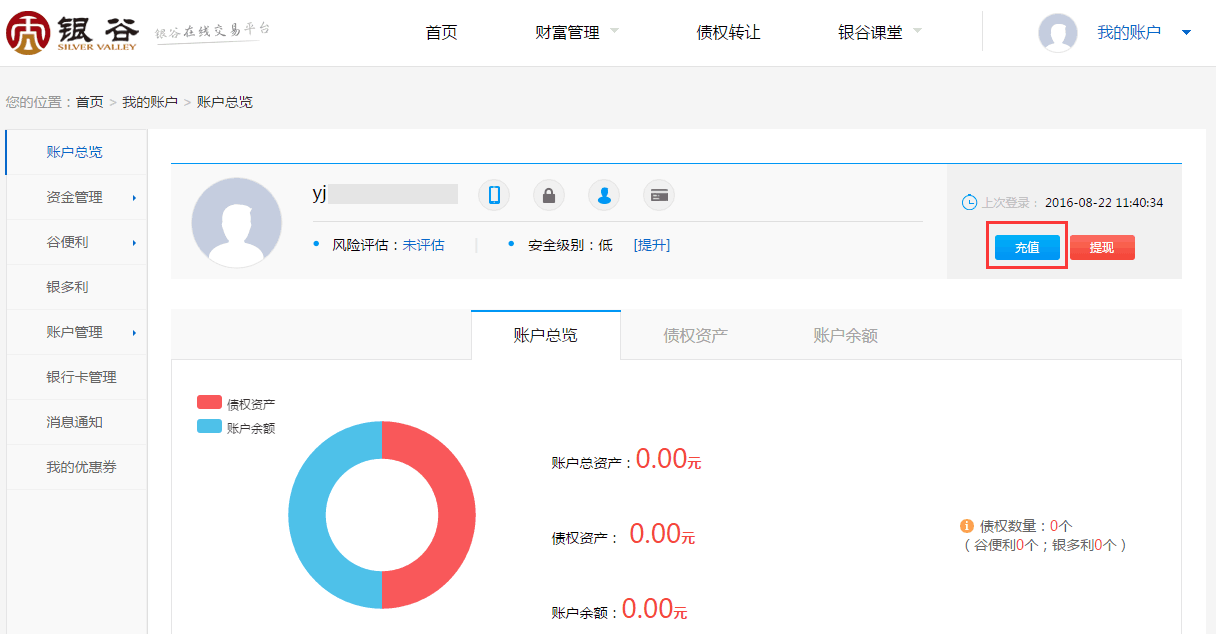 银谷 SILVER VALLEY 银谷在线交易平台 首页 财富管理 债权转让 银谷课堂 我的账户
您的位置：首页 > 我的账户 > 账户总览
账户总览
资金管理
谷便利
银多利
账户管理
银行卡管理
消息通知
我的优惠券
yj
风险评估：未评估 | 安全级别：低 [提升]
上次登录： 2016-08-22 11:40:34
充值 提现
账户总览 债权资产 账户余额
债权资产
账户余额
账户总资产：0.00元
债权资产： 0.00元
账户余额：0.00元
债权数量：0个
（ 谷便利0个；银多利0个 ）